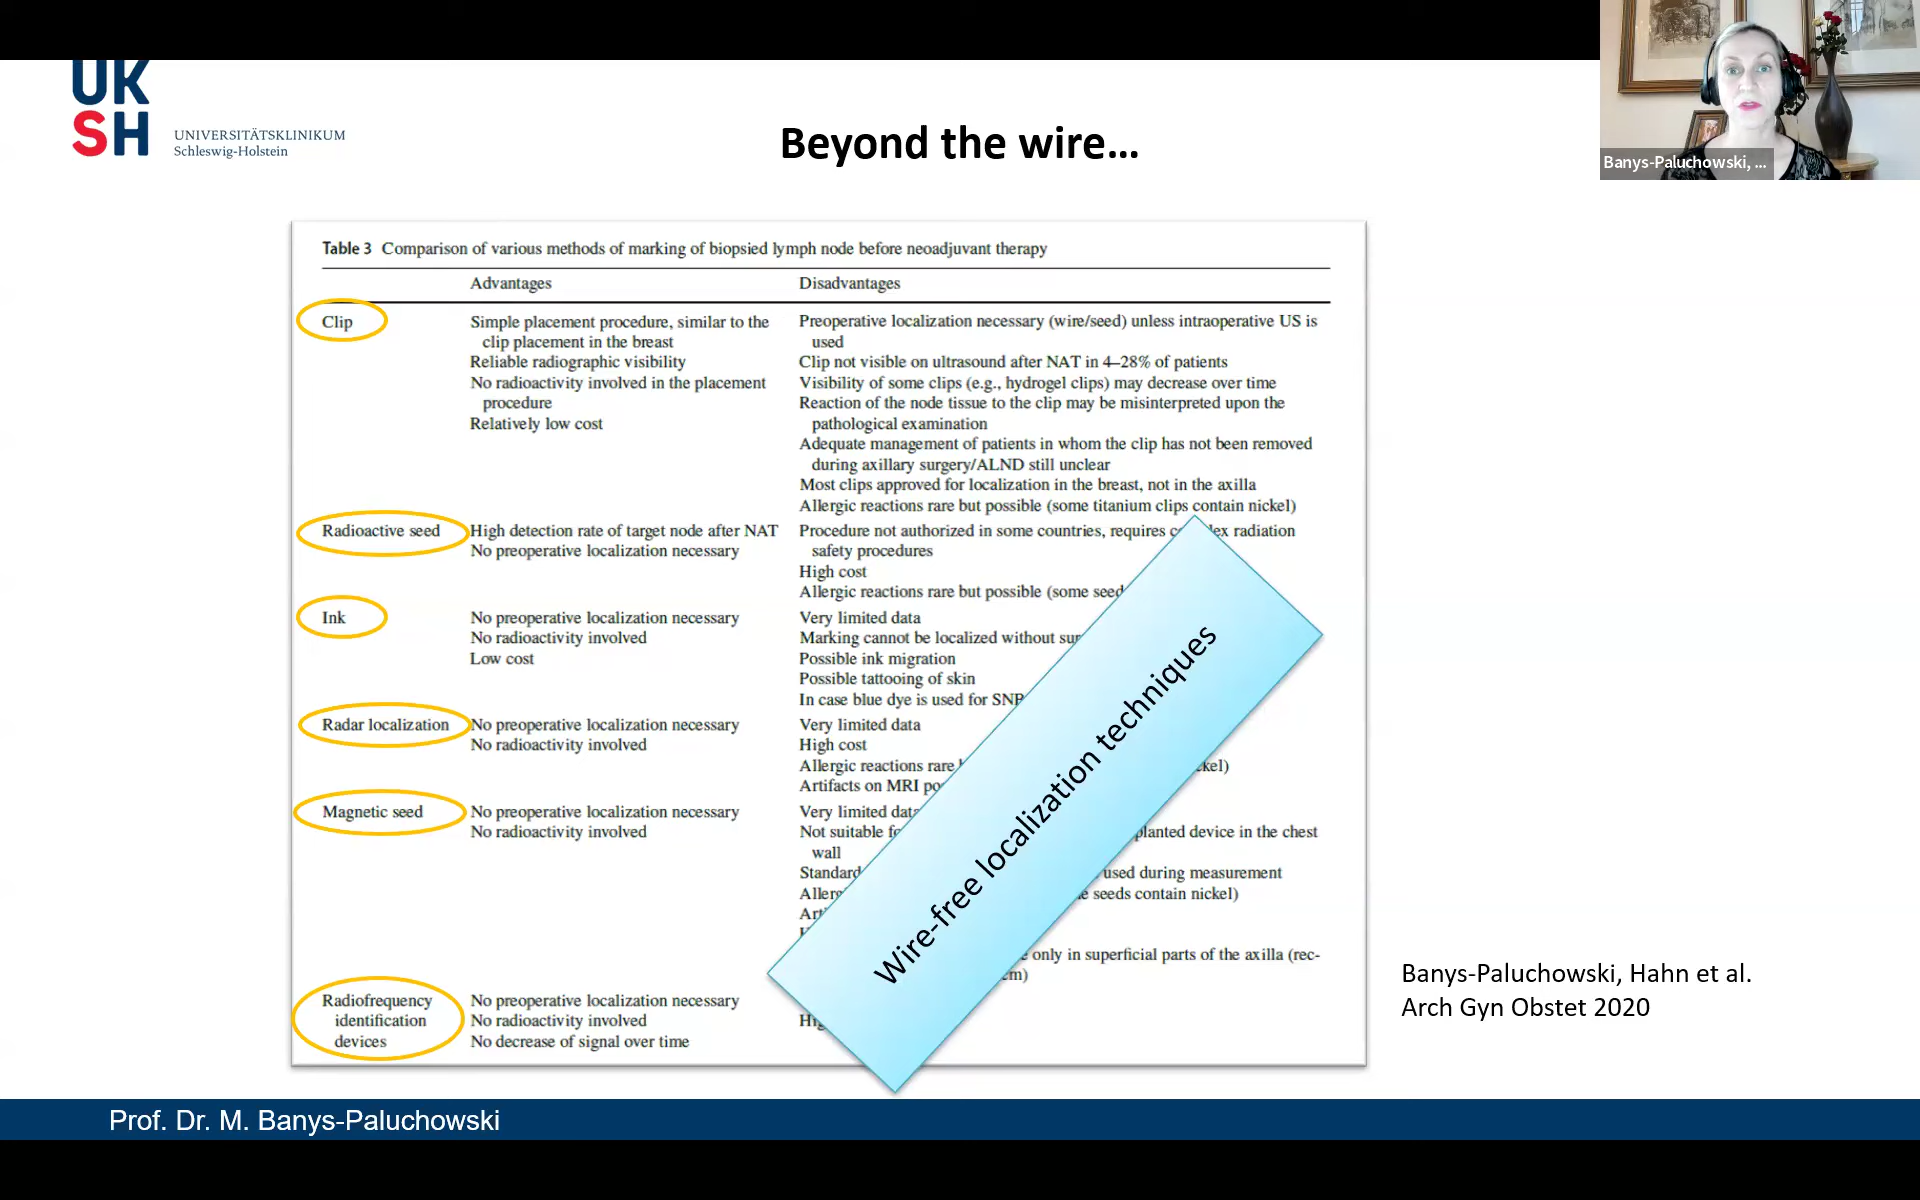 UK
SH
UNIVERSITÄTSKLINIKUM
Schleswig-Holstein
Beyond the wire...
Banys-Paluchowski, ...
Table 3 Comparison of various methods of marking of biopsied lymph node before neoadjuvant therapy
Advantages Disadvantages
Clip
Simple placement procedure, similar to the
clip placement in the breast
Reliable radiographic visibility
No radioactivity involved in the placement
procedure
Relatively low cost
Preoperative localization necessary (wire/seed) unless intraoperative US is
used
Clip not visible on ultrasound after NAT in 4–28% of patients
Visibility of some clips (e.g., hydrogel clips) may decrease over time
Reaction of the node tissue to the clip may be misinterpreted upon the
pathological examination
Adequate management of patients in whom the clip has not been removed
during axillary surgery/ALND still unclear
Most clips approved for localization in the breast, not in the axilla
Allergic reactions rare but possible (some titanium clips contain nickel)
Radioactive seed
High detection rate of target node after NAT
No preoperative localization necessary
Procedure not authorized in some countries, requires radiation
safety procedures
High cost
Allergic reactions rare but possible (some seed
Ink
No preoperative localization necessary
No radioactivity involved
Low cost
Very limited data
Marking cannot be localized without
Possible ink migration
Possible tattooing of skin
In case blue dye is used for SNB
Radar localization
No preoperative localization necessary
No radioactivity involved
Very limited data
High cost
Allergic reactions rare
Artifacts on MRI
Magnetic seed
No preoperative localization necessary
No radioactivity involved
Very limited data
Not suitable device in the chest
wall
Standard used during measurement
seeds contain nickel)
only in superficial parts of the axilla (rec-
Radiofrequency
identification
devices
No preoperative localization necessary
No radioactivity involved
No decrease of signal over time
Wire-free localization techniques
Banys-Paluchowski, Hahn et al.
Arch Gyn Obstet 2020
Prof. Dr. M. Banys-Paluchowski